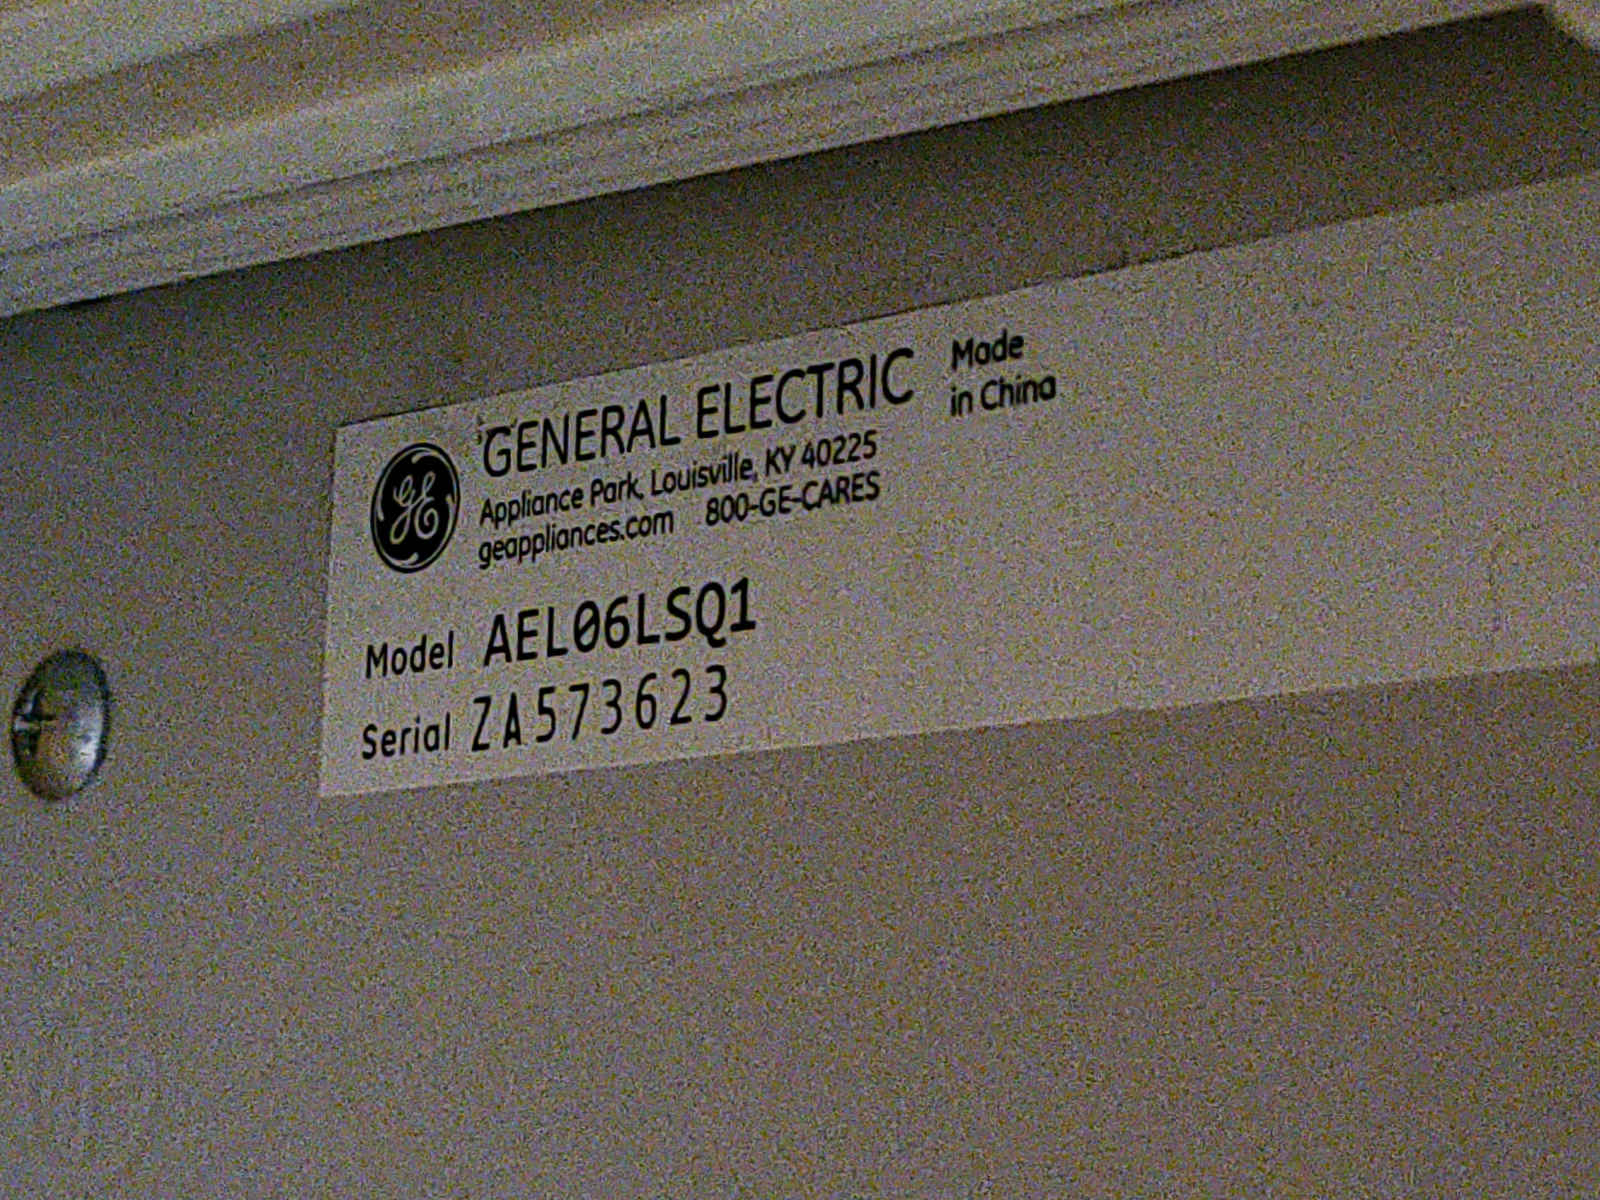 GE
GENERAL ELECTRIC
Appliance Park, Louisville, KY 40225
geappliances.com 800-GE-CARES
Made
in China
Model AEL06LSQ1
Serial ZA573623